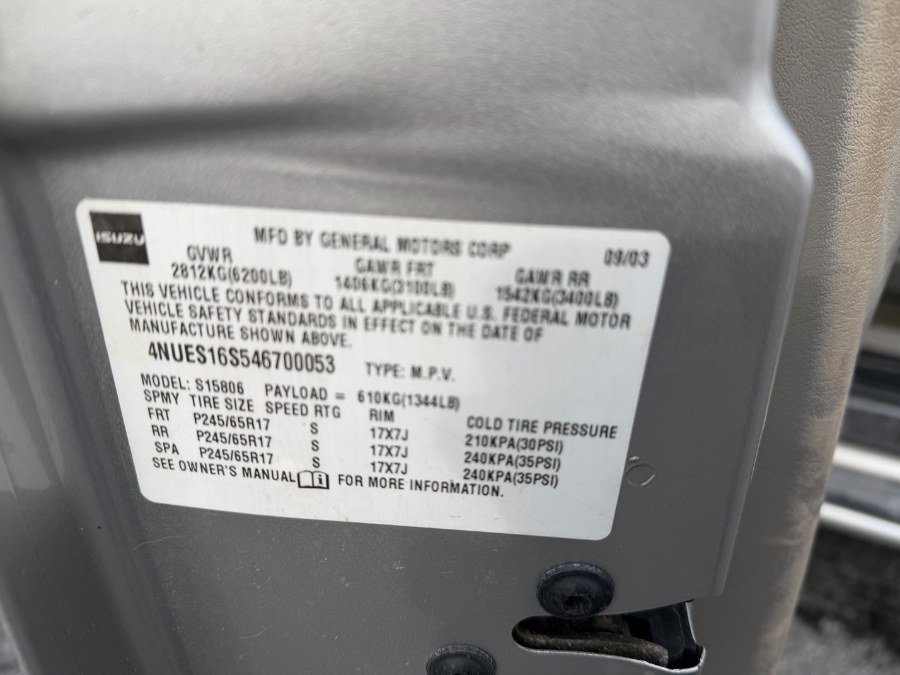 ISUZU
MFD BY GENERAL MOTORS CORP 09/03
GVWR GAWR FRT GAWR RR
2812KG(6200LB) 1406KG(3100LB) 1542KG(3400LB)
THIS VEHICLE CONFORMS TO ALL APPLICABLE U.S. FEDERAL MOTOR
VEHICLE SAFETY STANDARDS IN EFFECT ON THE DATE OF
MANUFACTURE SHOWN ABOVE.
4NUES16S546700053 TYPE: M.P.V.
MODEL: S15806 PAYLOAD = 610KG(1344LB)
SPMY TIRE SIZE SPEED RTG RIM COLD TIRE PRESSURE
FRT P245/65R17 S 17X7J 210KPA(30PSI)
RR P245/65R17 S 17X7J 240KPA(35PSI)
SPA P245/65R17 S 17X7J 240KPA(35PSI)
SEE OWNER'S MANUAL i FOR MORE INFORMATION.